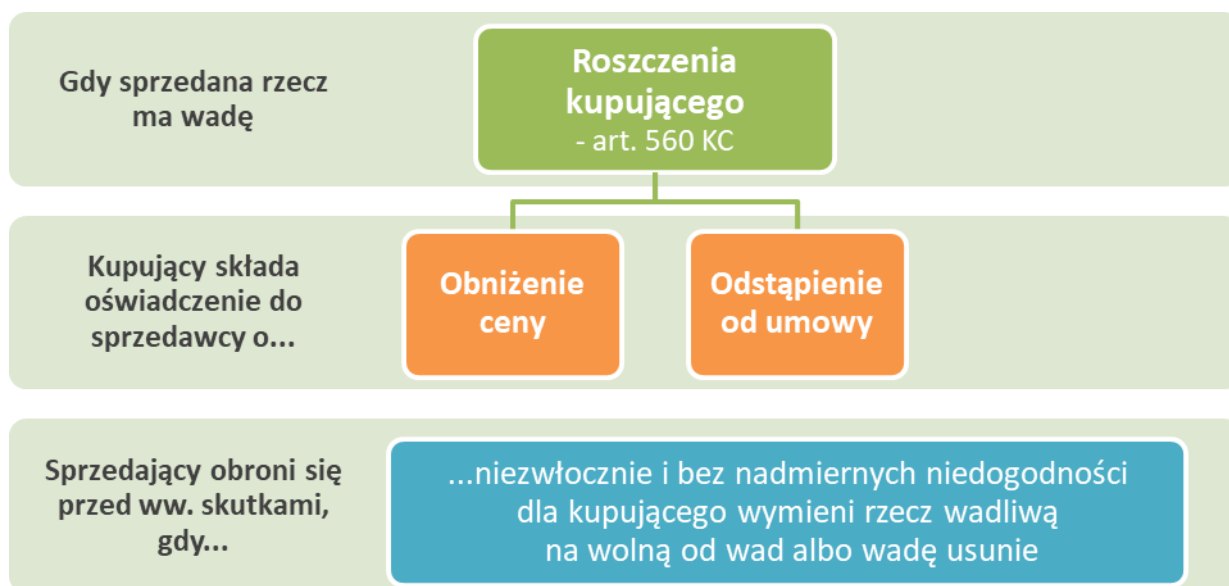 Gdy sprzedana rzecz
ma wadę
Roszczenia
kupującego
- art. 560 KC
Kupujący składa
oświadczenie do
sprzedawcy o...
Obniżenie
ceny
Odstąpienie
od umowy
Sprzedający obroni się
przed ww. skutkami,
gdy...
...niezwłocznie i bez nadmiernych niedogodności
dla kupującego wymieni rzecz wadliwą
na wolną od wad albo wadę usunie